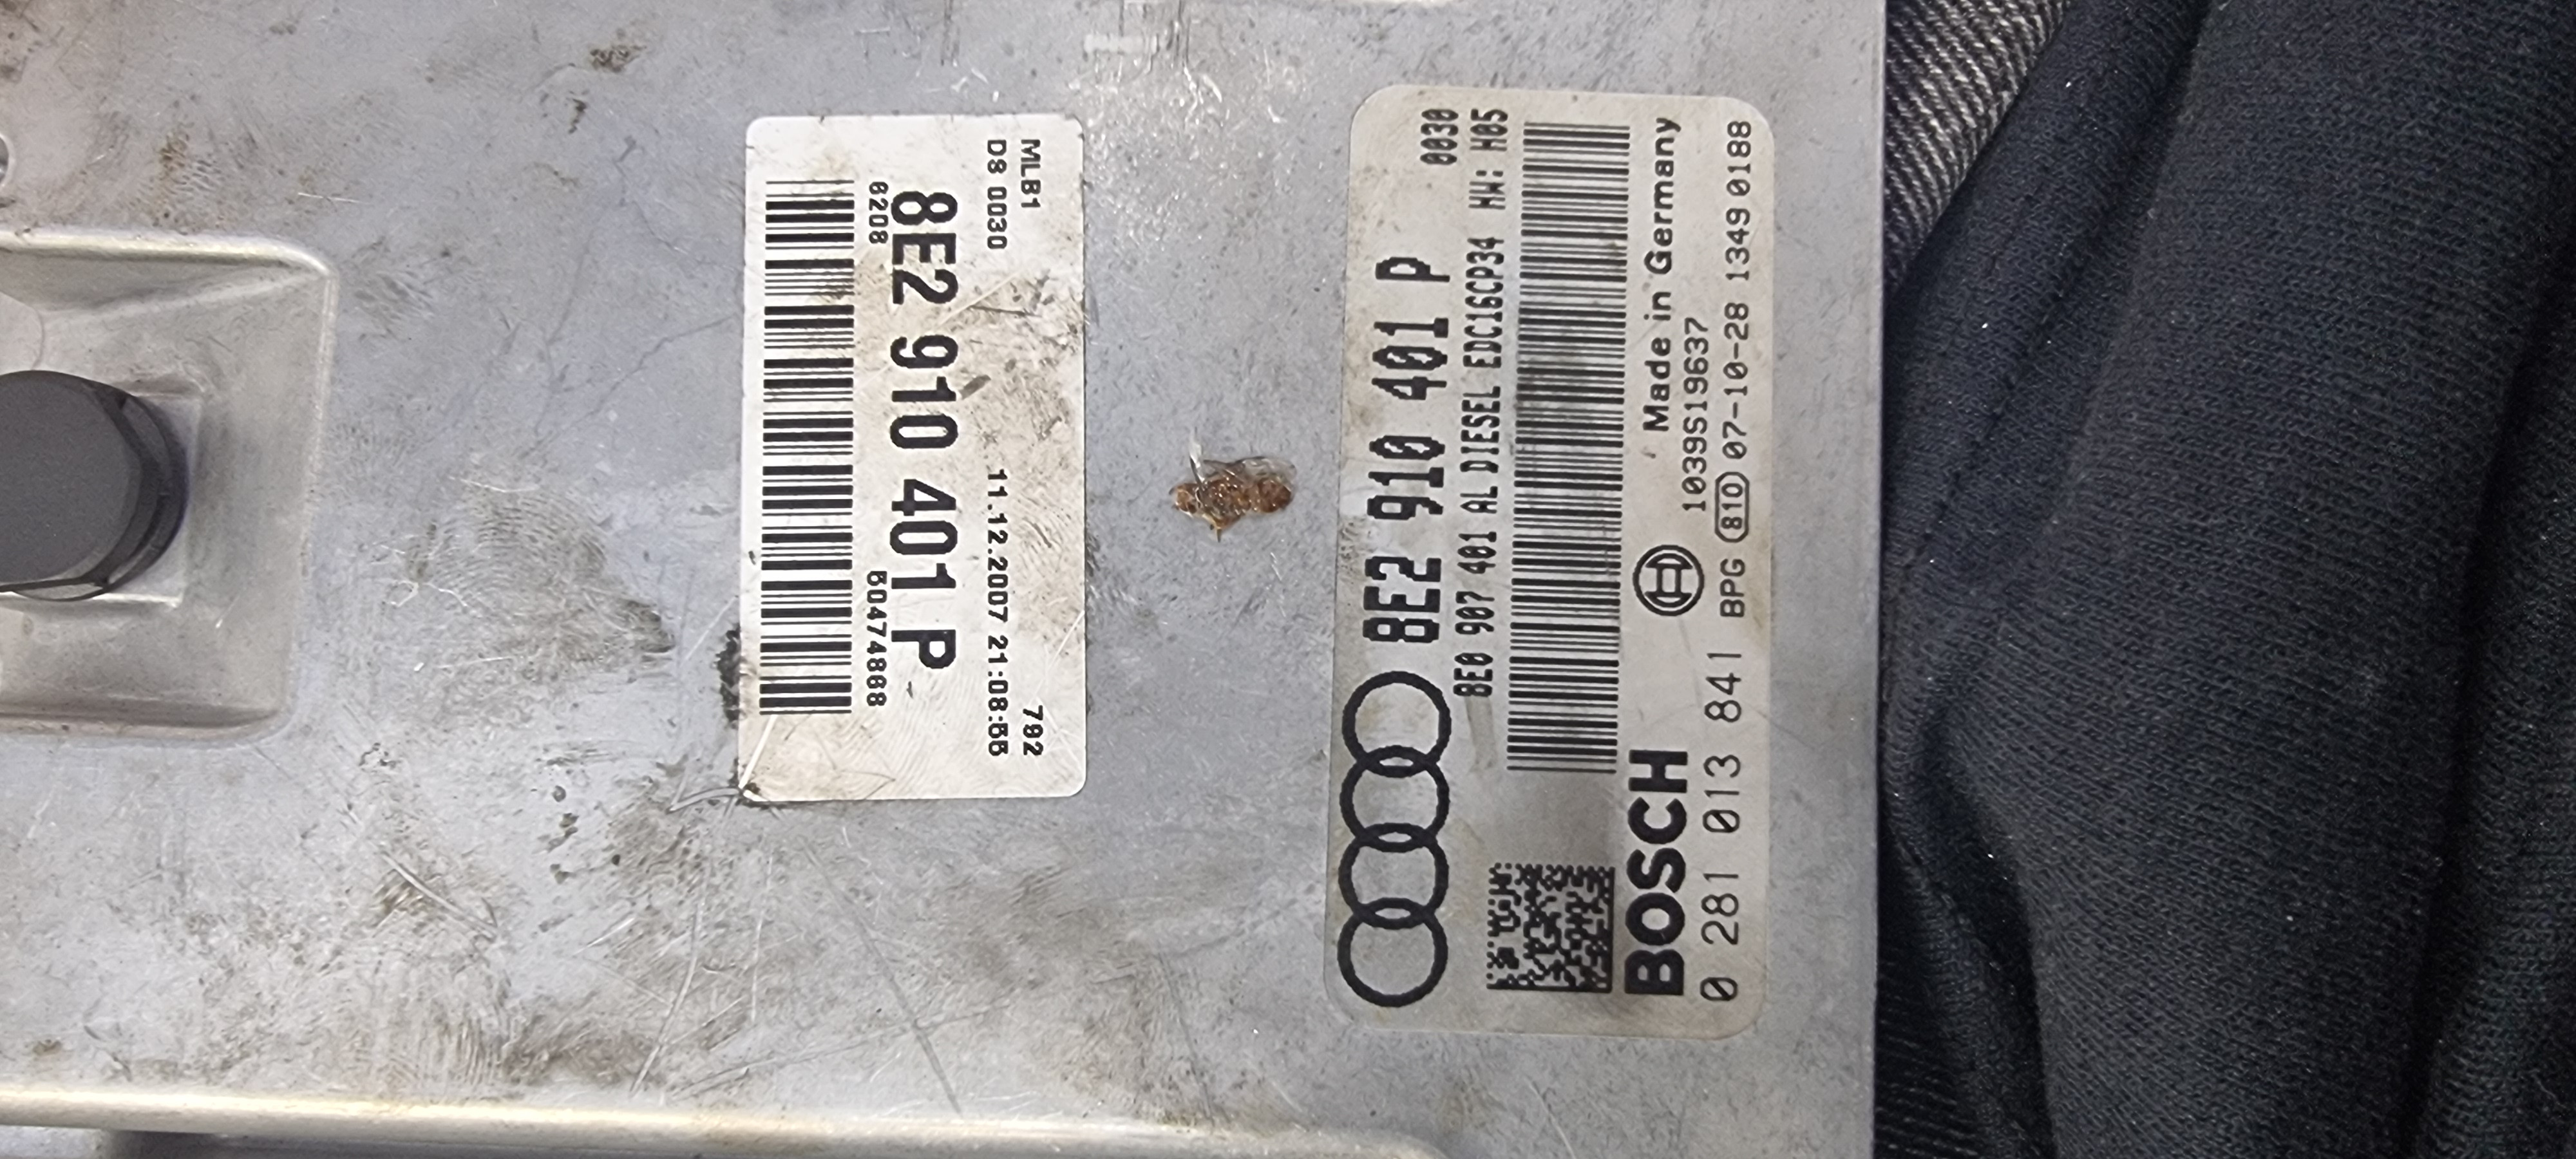 MLB1 792
D8 0030 11.12.2007 21:08:55
8E2 910 401 P
0208 50474888
8E2 910 401 P 0030
8E0 907 401 AL DIESEL EDC16CP34 HW: H05
BOSCH Made in Germany
1039S19637
0 281 013 841 BPG 810 07-10-28 1349 0188